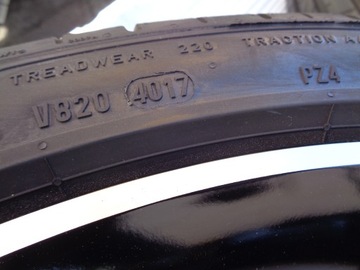 TREADWEAR 220 TRACTION A
V820 4017 PZ4